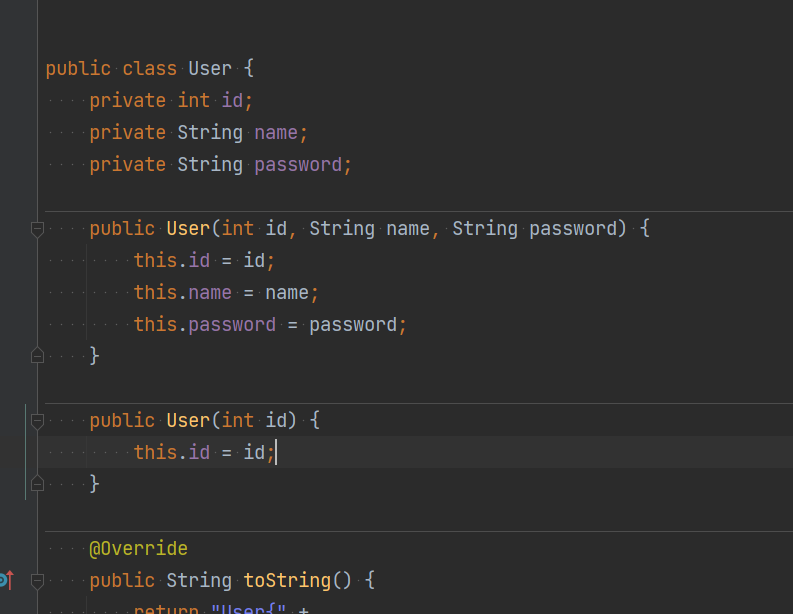 public class User {
    private int id;
    private String name;
    private String password;
    public User(int id, String name, String password) {
        this.id = id;
        this.name = name;
        this.password = password;
    }
    public User(int id) {
        this.id = id;
    }
    @Override
    public String toString() {
        return "User{" +